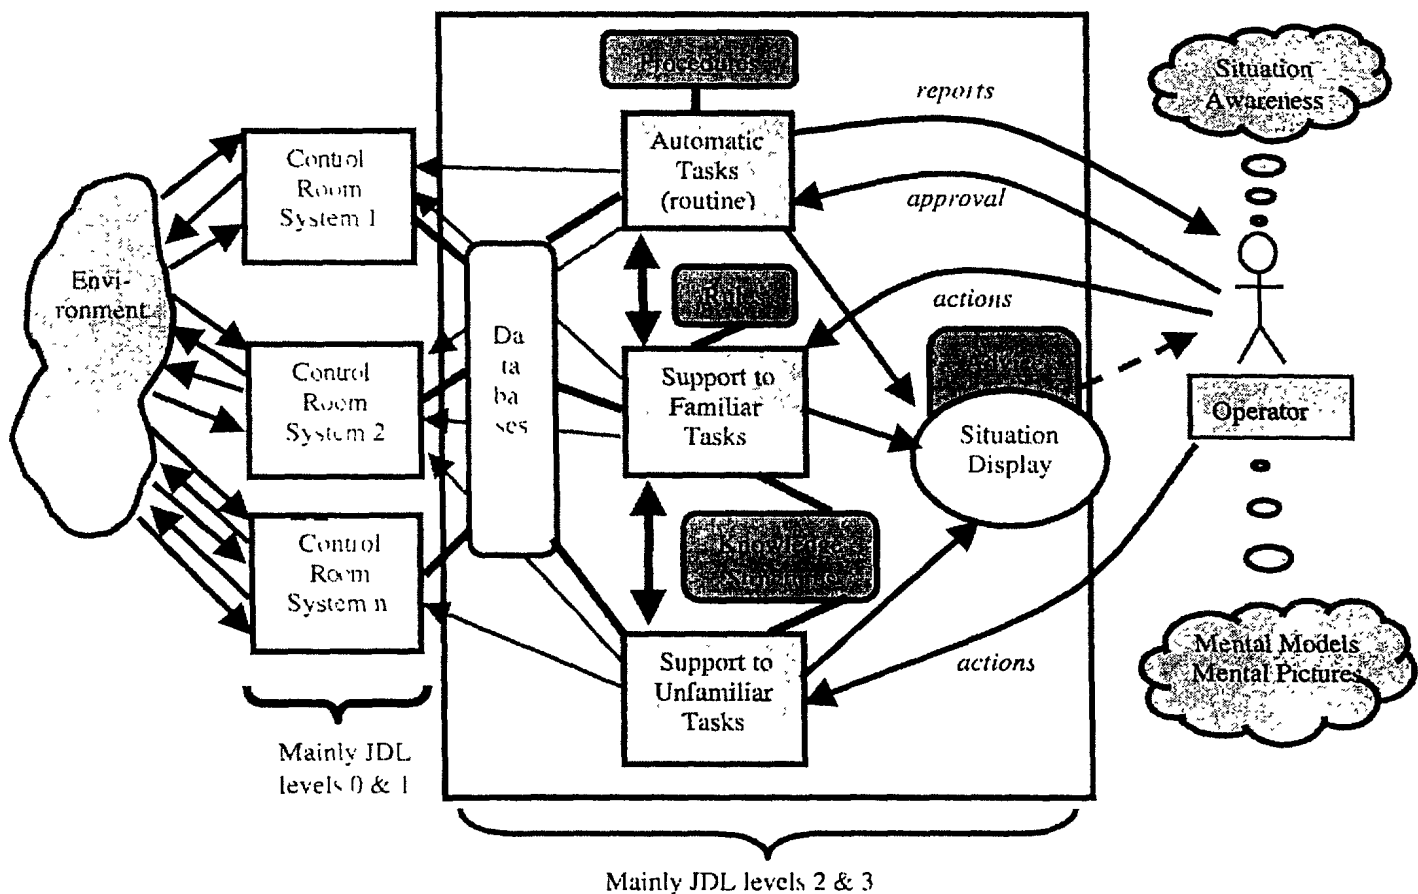 Procedures
Situation
Awareness
reports
Automatic
Tasks
(routine)
approval
Control
Room
System 1
Envi-
ronment
Rules
actions
Da
ta
ba
ses
Control
Room
System 2
Support to
Familiar
Tasks
Situation
Display
Operator
Knowledge
Control
Room
System n
Support to
Unfamiliar
Tasks
actions
Mental Models
Mental Pictures
Mainly JDL
levels 0 & 1
Mainly JDL levels 2 & 3